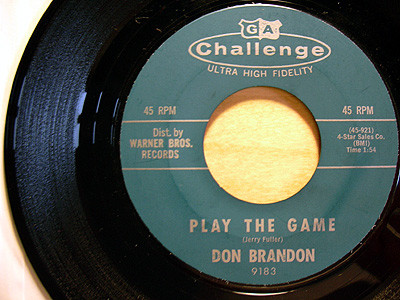 GA
Challenge
ULTRA HIGH FIDELITY
45 RPM
45 RPM
Dist. by
WARNER BROS.
RECORDS
(45-921)
4-Star Sales Co.
(BMI)
Time 1:54
PLAY THE GAME
(Jerry Fuller)
DON BRANDON
9183